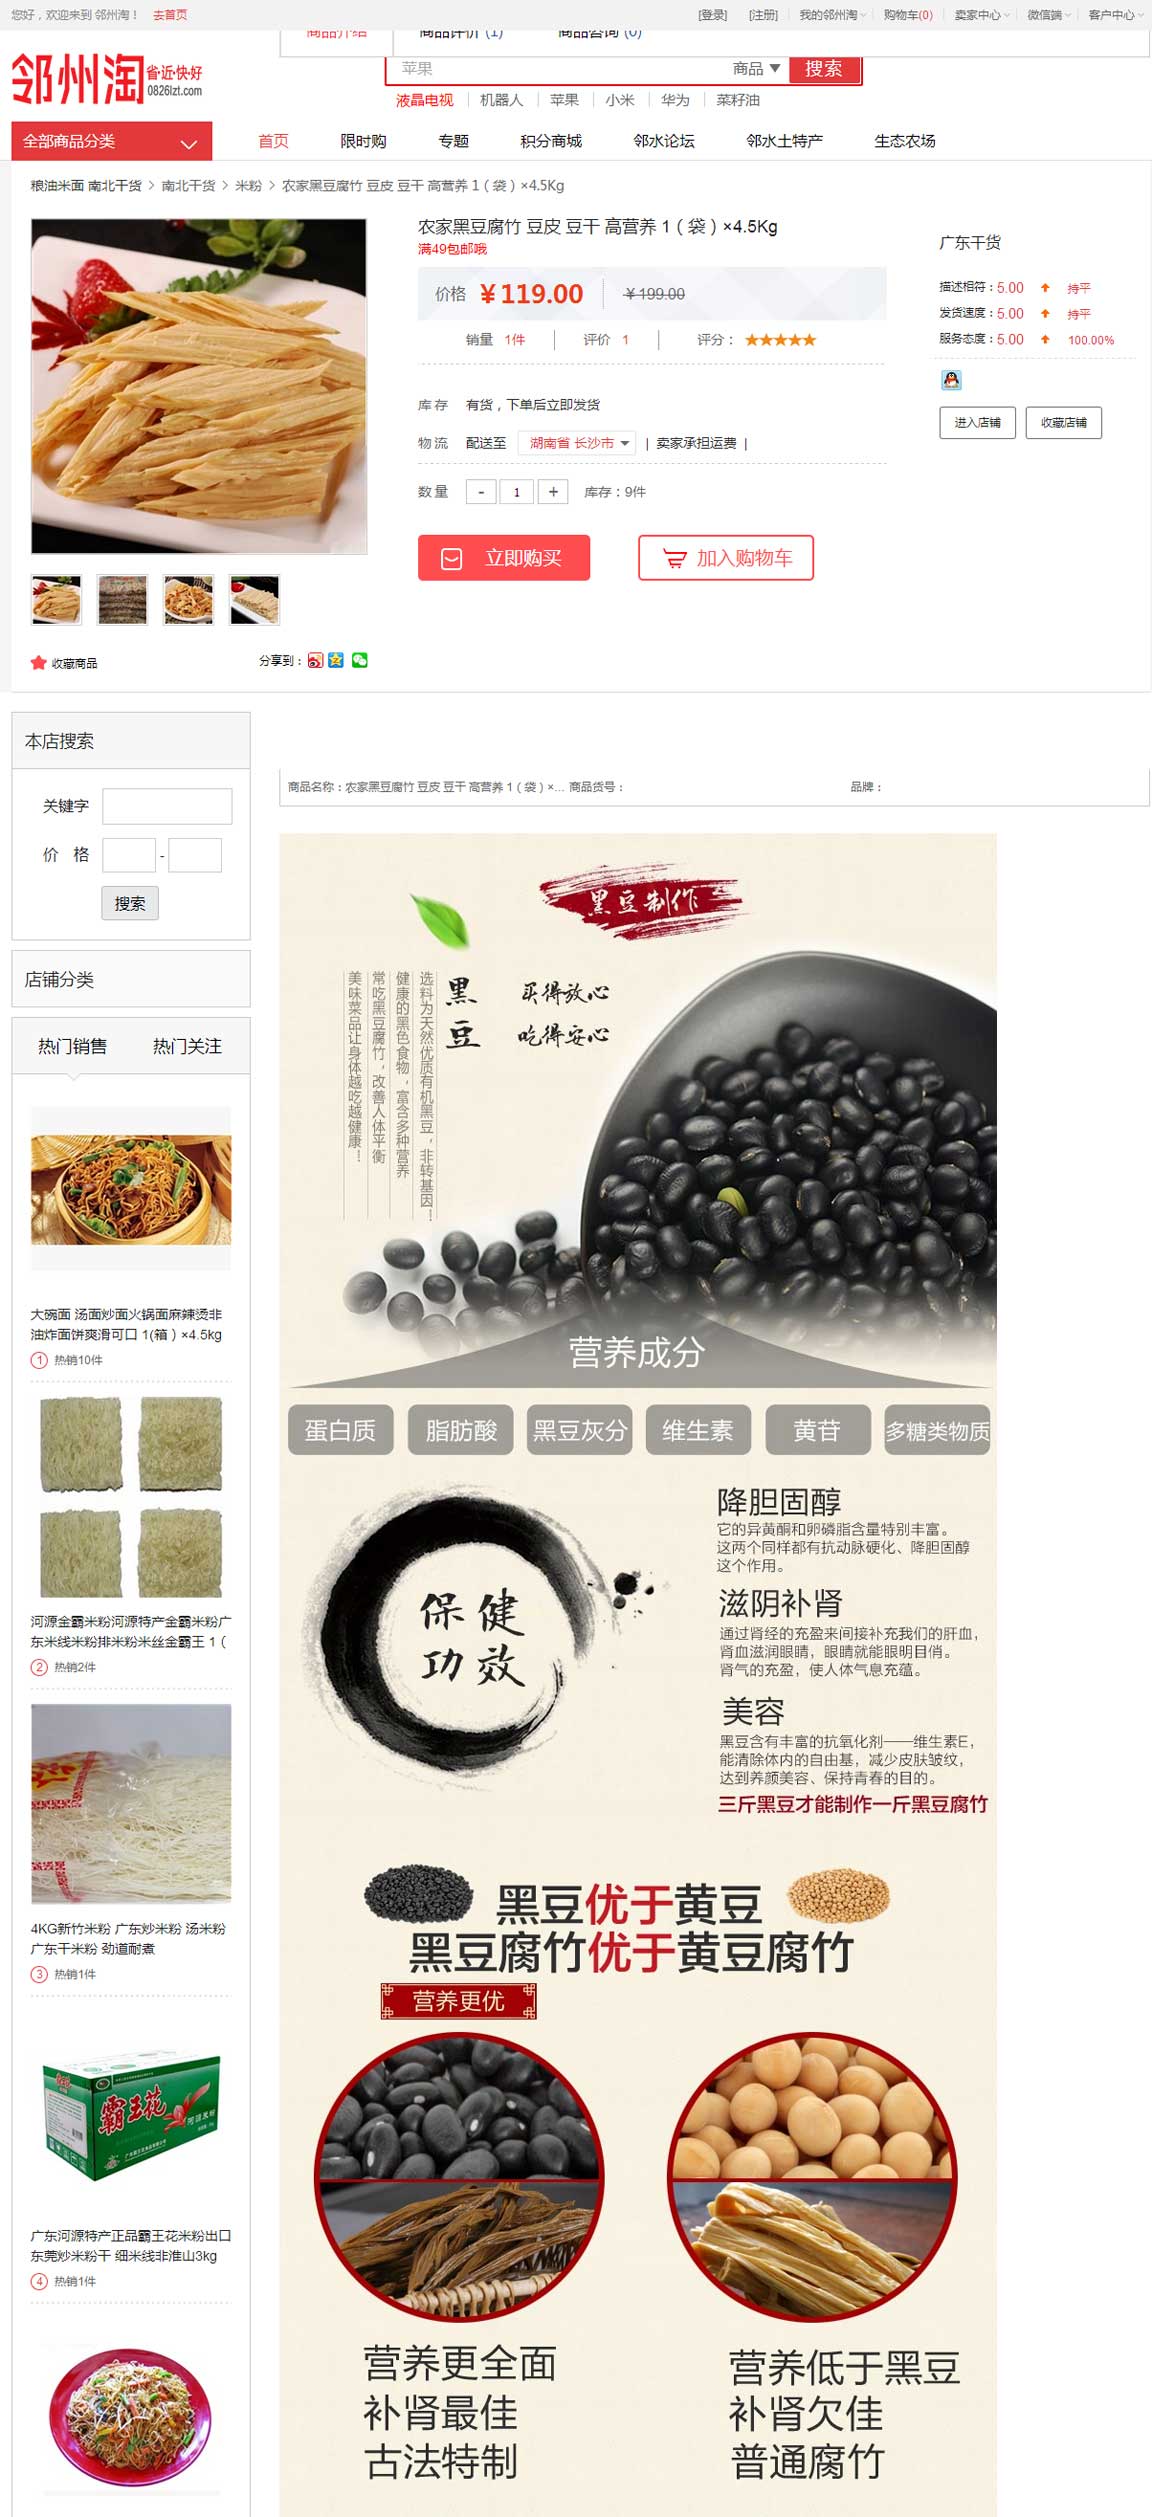 您好，欢迎来到 邻州淘！ 去首页
[登录] [注册] 我的邻州淘 购物车(0) 卖家中心 微信端 客户中心
商品介绍 商品评价 (1) 商品咨询 (0)
邻州淘 省近快好
0826lzt.com
苹果 商品 搜索
液晶电视 机器人 苹果 小米 华为 菜籽油
全部商品分类 首页 限时购 专题 积分商城 邻水论坛 邻水土特产 生态农场
粮油米面 南北干货 > 南北干货 > 米粉 > 农家黑豆腐竹 豆皮 豆干 高营养 1（袋）×4.5Kg
农家黑豆腐竹 豆皮 豆干 高营养 1（袋）×4.5Kg
满49包邮哦
价格 ¥119.00 ¥199.00
销量 1件 评价 1 评分：
库存 有货，下单后立即发货
物流 配送至 湖南省 长沙市 | 卖家承担运费 |
数量 - 1 + 库存：9件
立即购买 加入购物车
广东干货
描述相符：5.00 持平
发货速度：5.00 持平
服务态度：5.00 100.00%
进入店铺 收藏店铺
收藏商品 分享到：
本店搜索
关键字
价 格 -
搜索
店铺分类
热门销售 热门关注
大碗面 汤面炒面火锅面麻辣烫非
油炸面饼爽滑可口 1(箱）×4.5kg
1 热销10件
河源金霸米粉河源特产金霸米粉广
东米线米粉排米粉米丝金霸王 1（
2 热销2件
4KG新竹米粉 广东炒米粉 汤米粉
广东干米粉 劲道耐煮
3 热销1件
霸王花
河源米粉
广东河源特产正品霸王花米粉出口
东莞炒米粉干 细米线非淮山3kg
4 热销1件
商品名称：农家黑豆腐竹 豆皮 豆干 高营养 1（袋）×... 商品货号： 品牌：
黑豆制作
黑豆
买得放心
吃得安心
选料为天然优质有机黑豆，非转基因！
健康的黑色食物，富含多种营养
常吃黑豆腐竹，改善人体平衡
美味菜品让身体越吃越健康！
营养成分
蛋白质 脂肪酸 黑豆灰分 维生素 黄苷 多糖类物质
保健
功效
降胆固醇
它的异黄酮和卵磷脂含量特别丰富。
这两个同样都有抗动脉硬化、降胆固醇
这个作用。
滋阴补肾
通过肾经的充盈来间接补充我们的肝血，
肾血滋润眼睛，眼睛就能眼明目俏。
肾气的充盈，使人体气息充蕴。
美容
黑豆含有丰富的抗氧化剂——维生素E，
能清除体内的自由基，减少皮肤皱纹，
达到养颜美容、保持青春的目的。
三斤黑豆才能制作一斤黑豆腐竹
黑豆优于黄豆
黑豆腐竹优于黄豆腐竹
营养更优
营养更全面
补肾最佳
古法特制
营养低于黑豆
补肾欠佳
普通腐竹